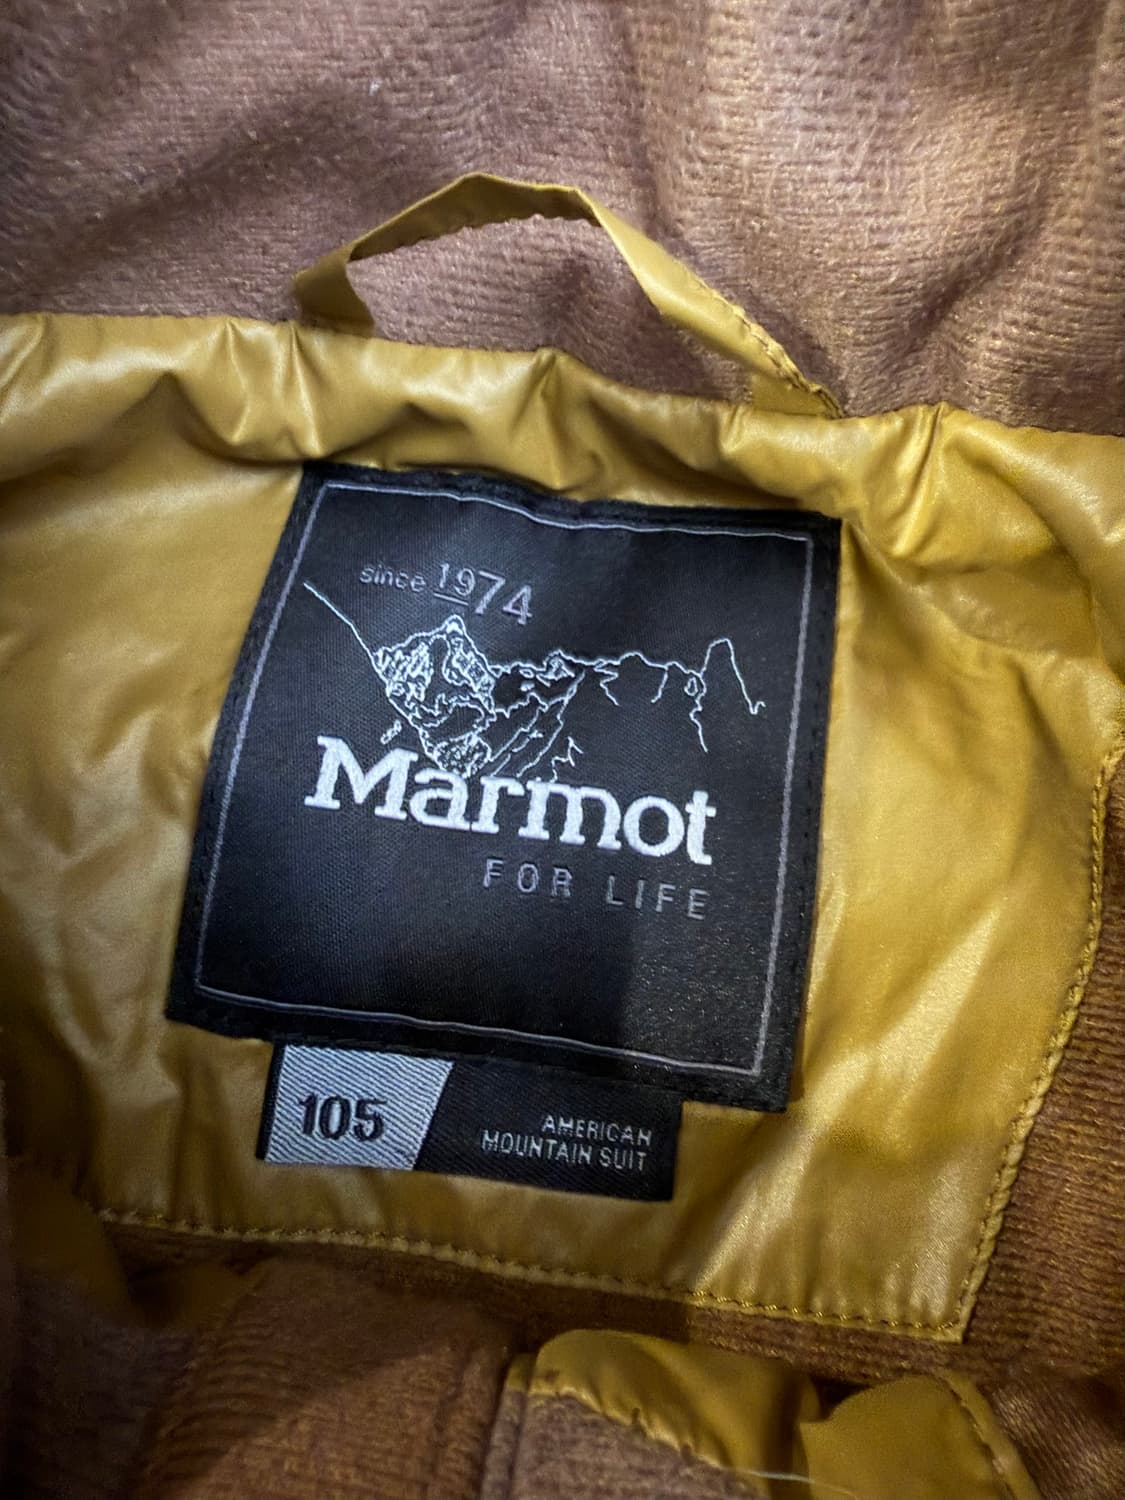 since 1974
Marmot
FOR LIFE
105
AMERICAN
MOUNTAIN SUIT